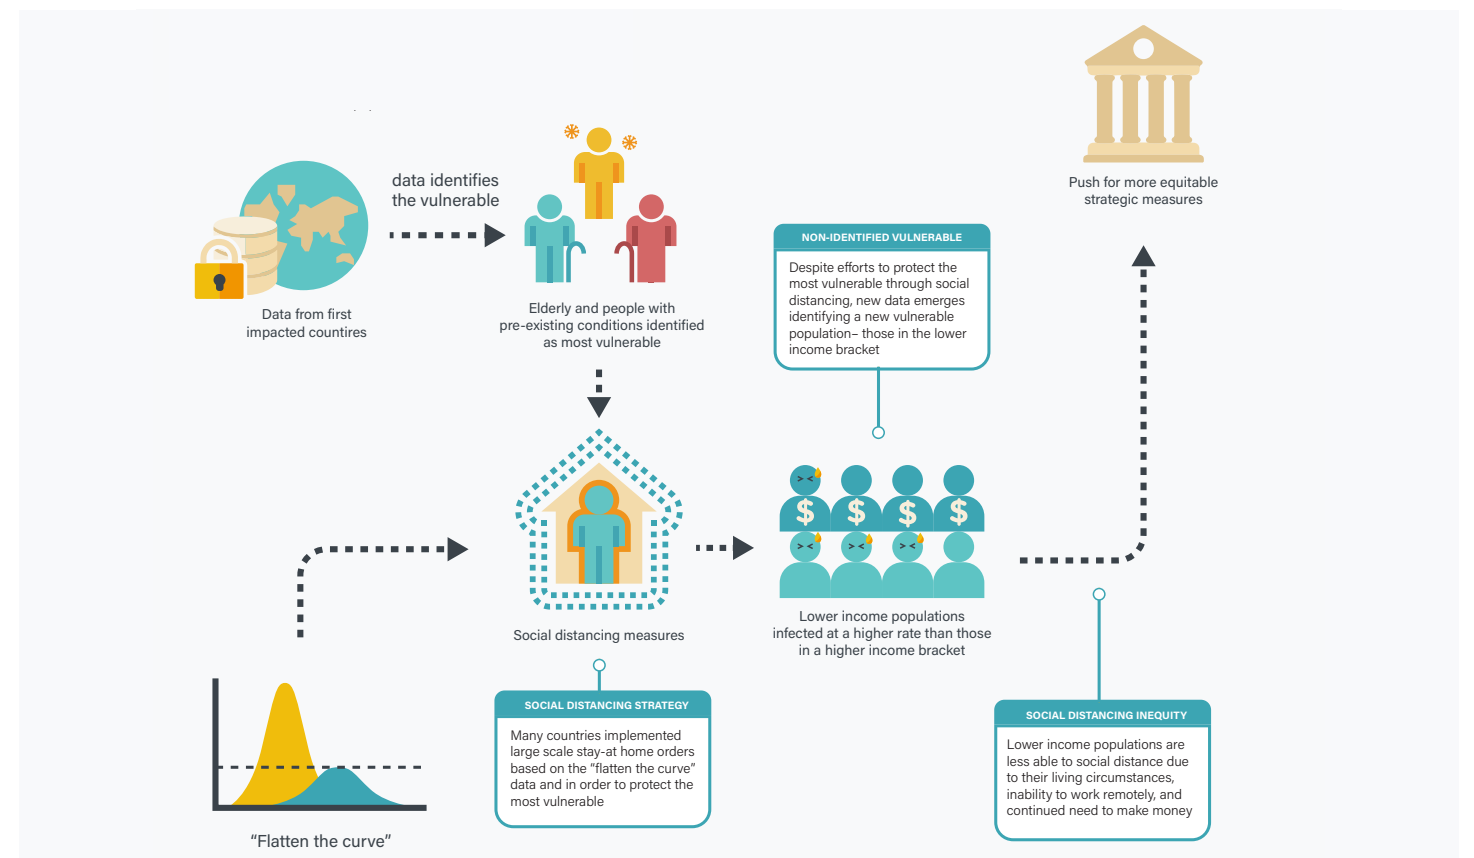 data identifies
the vulnerable
Data from first
impacted countires
Elderly and people with
pre-existing conditions identified
as most vulnerable
NON-IDENTIFIED VULNERABLE
Despite efforts to protect the
most vulnerable through social
distancing, new data emerges
identifying a new vulnerable
population– those in the lower
income bracket
Push for more equitable
strategic measures
Social distancing measures
$ $ $ $
Lower income populations
infected at a higher rate than those
in a higher income bracket
SOCIAL DISTANCING STRATEGY
Many countries implemented
large scale stay-at home orders
based on the “flatten the curve”
data and in order to protect the
most vulnerable
SOCIAL DISTANCING INEQUITY
Lower income populations are
less able to social distance due
to their living circumstances,
inability to work remotely, and
continued need to make money
“Flatten the curve”